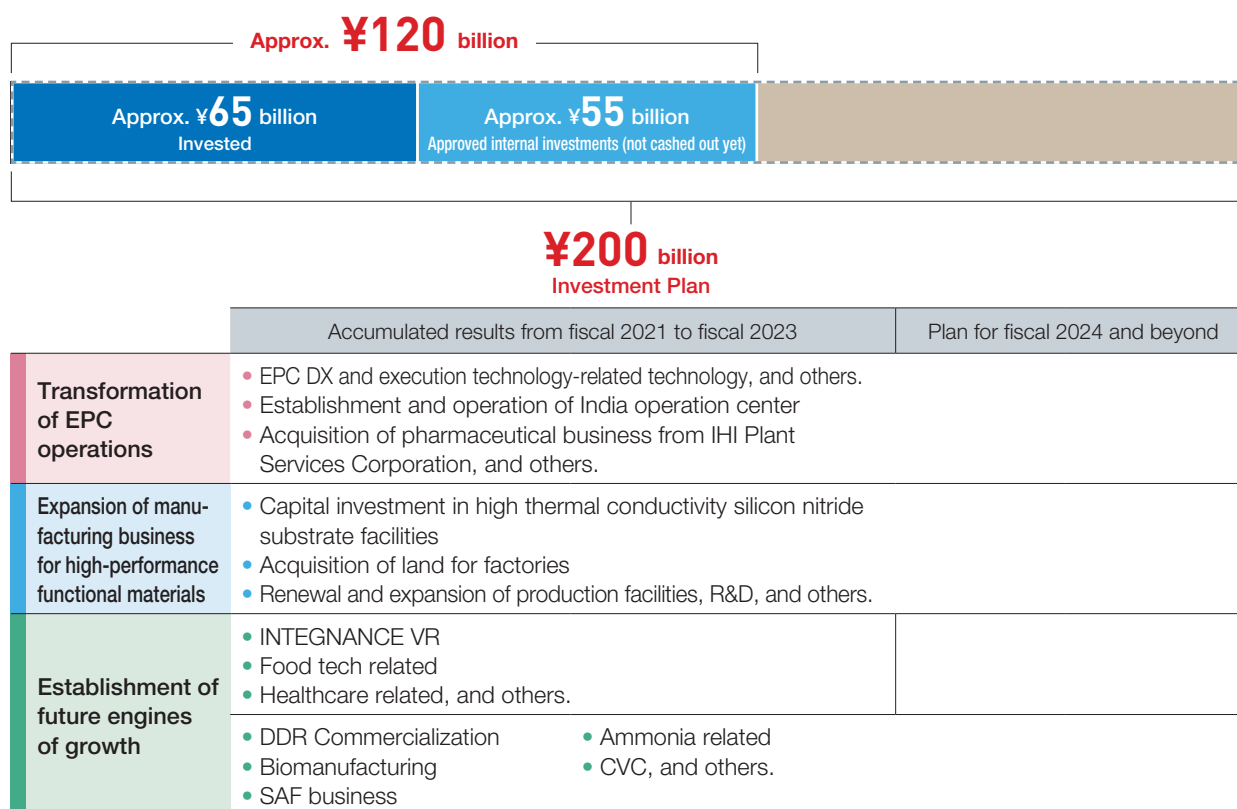 Approx. ¥120 billion
Approx. ¥65 billion
Invested
Approx. ¥55 billion
Approved internal investments (not cashed out yet)
¥200 billion
Investment Plan
Accumulated results from fiscal 2021 to fiscal 2023
Plan for fiscal 2024 and beyond
Transformation
of EPC
operations
• EPC DX and execution technology-related technology, and others.
• Establishment and operation of India operation center
• Acquisition of pharmaceutical business from IHI Plant
Services Corporation, and others.
Expansion of manu-
facturing business
for high-performance
functional materials
• Capital investment in high thermal conductivity silicon nitride
substrate facilities
• Acquisition of land for factories
• Renewal and expansion of production facilities, R&D, and others.
Establishment of
future engines
of growth
• INTEGNANCE VR
• Food tech related
• Healthcare related, and others.
• DDR Commercialization
• Biomanufacturing
• SAF business
• Ammonia related
• CVC, and others.